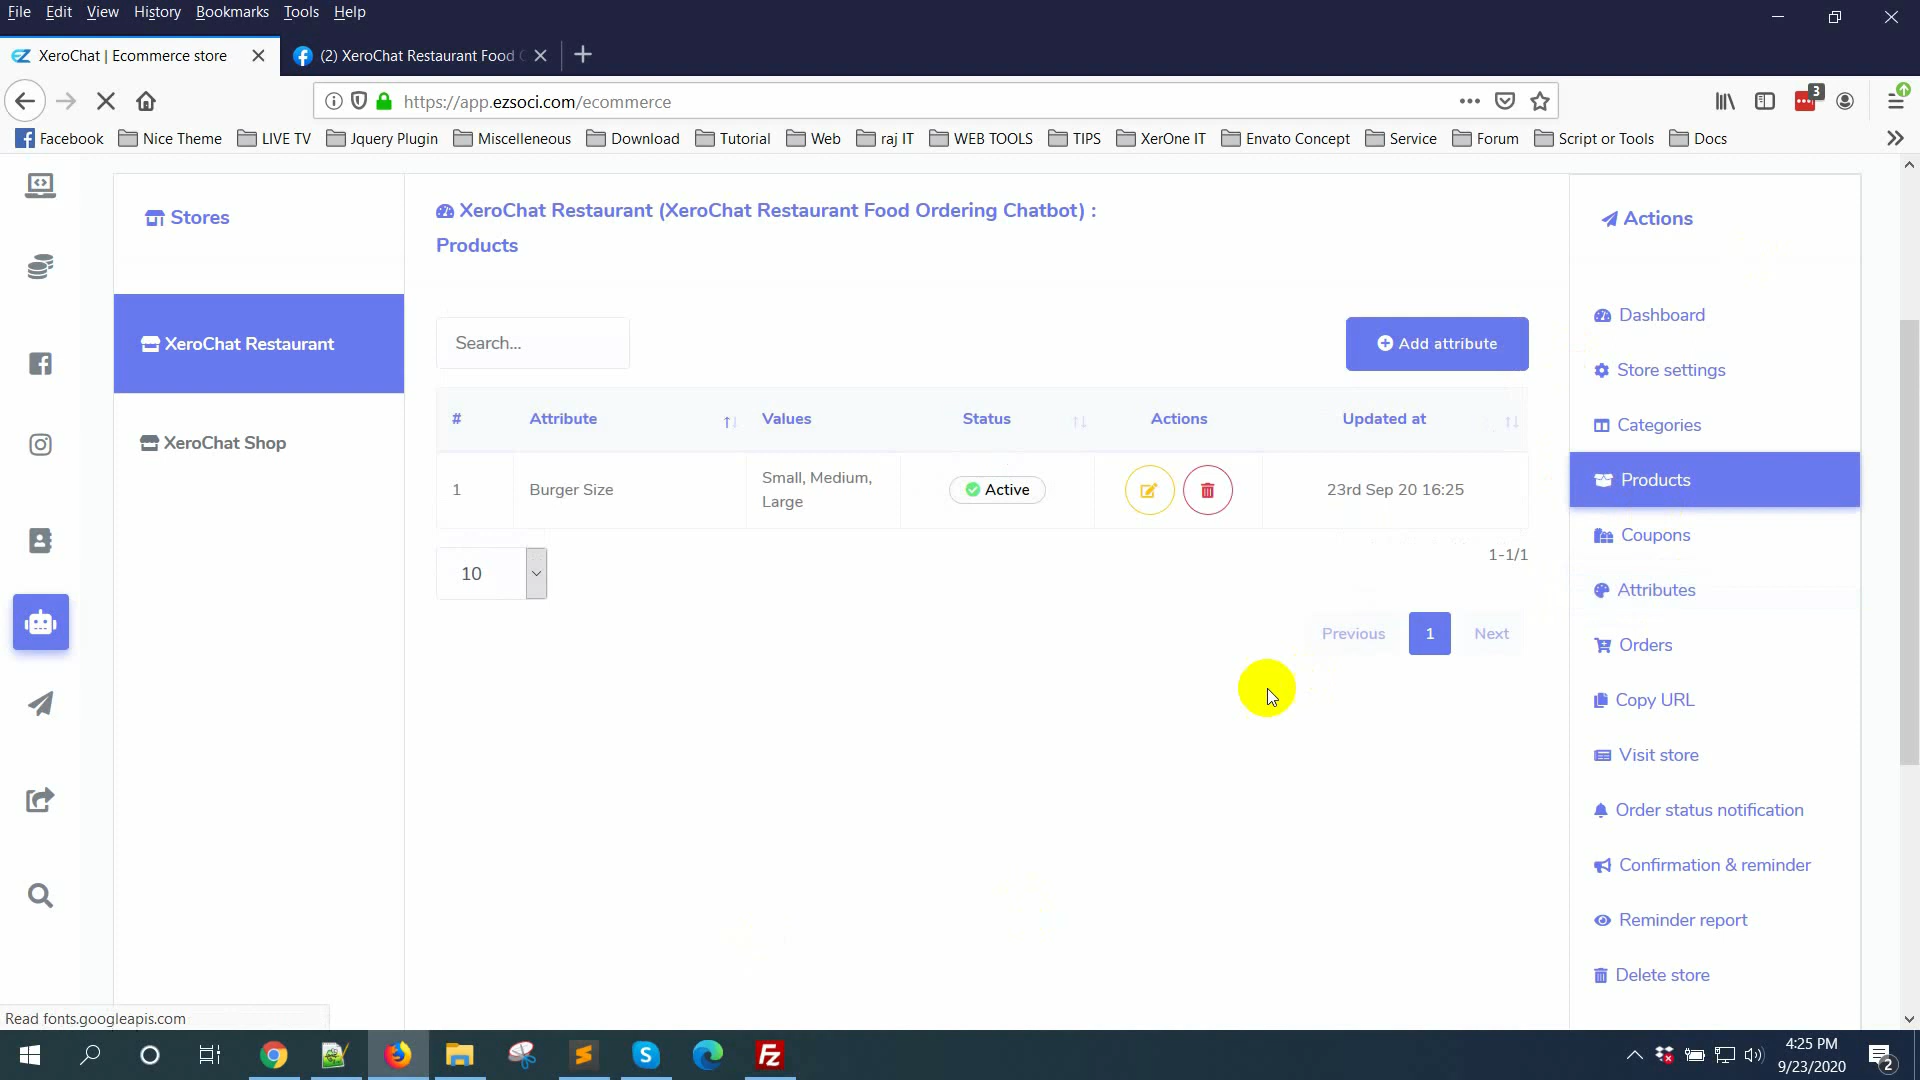 File Edit View History Bookmarks Tools Help
XeroChat | Ecommerce store
(2) XeroChat Restaurant Food
https://app.ezsoci.com/ecommerce
3
Facebook Nice Theme LIVE TV Jquery Plugin Miscelleneous Download Tutorial Web raj IT WEB TOOLS TIPS XerOne IT Envato Concept Service Forum Script or Tools Docs
Stores
XeroChat Restaurant
XeroChat Shop
XeroChat Restaurant (XeroChat Restaurant Food Ordering Chatbot) :
Products
Search...
Add attribute
# Attribute Values Status Actions Updated at
1 Burger Size Small, Medium, Large Active 23rd Sep 20 16:25
10
1-1/1
Previous 1 Next
Actions
Dashboard
Store settings
Categories
Products
Coupons
Attributes
Orders
Copy URL
Visit store
Order status notification
Confirmation & reminder
Reminder report
Delete store
Read fonts.googleapis.com
4:25 PM
9/23/2020
2